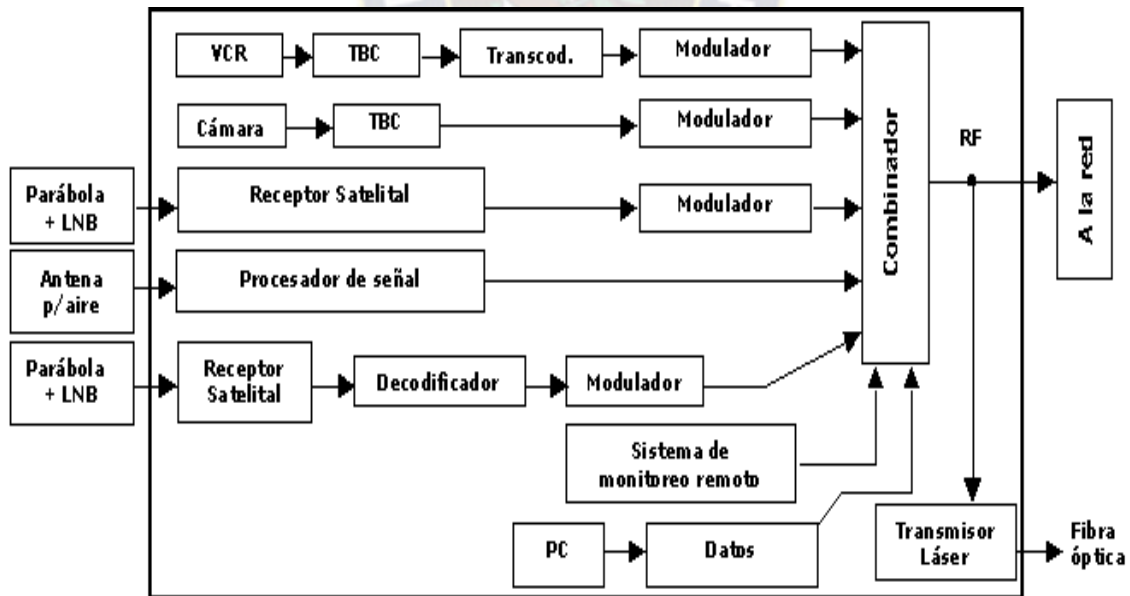 VCR
TBC
Transcod.
Modulador
Cámara
TBC
Modulador
Parábola
+ LNB
Receptor Satelital
Modulador
Antena
p/aire
Procesador de señal
Parábola
+ LNB
Receptor
Satelital
Decodificador
Modulador
Combinador
RF
A la red
Sistema de
monitoreo remoto
PC
Datos
Transmisor
Láser
Fibra
óptica